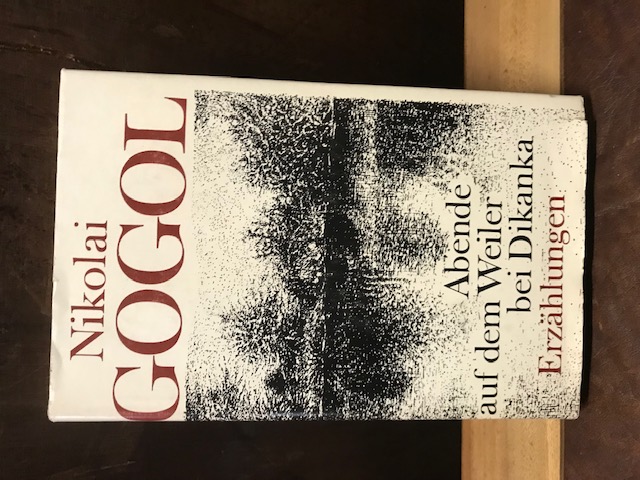 Nikolai
GOGOL
Abende
auf dem Weiler
bei Dikanka
Erzählungen